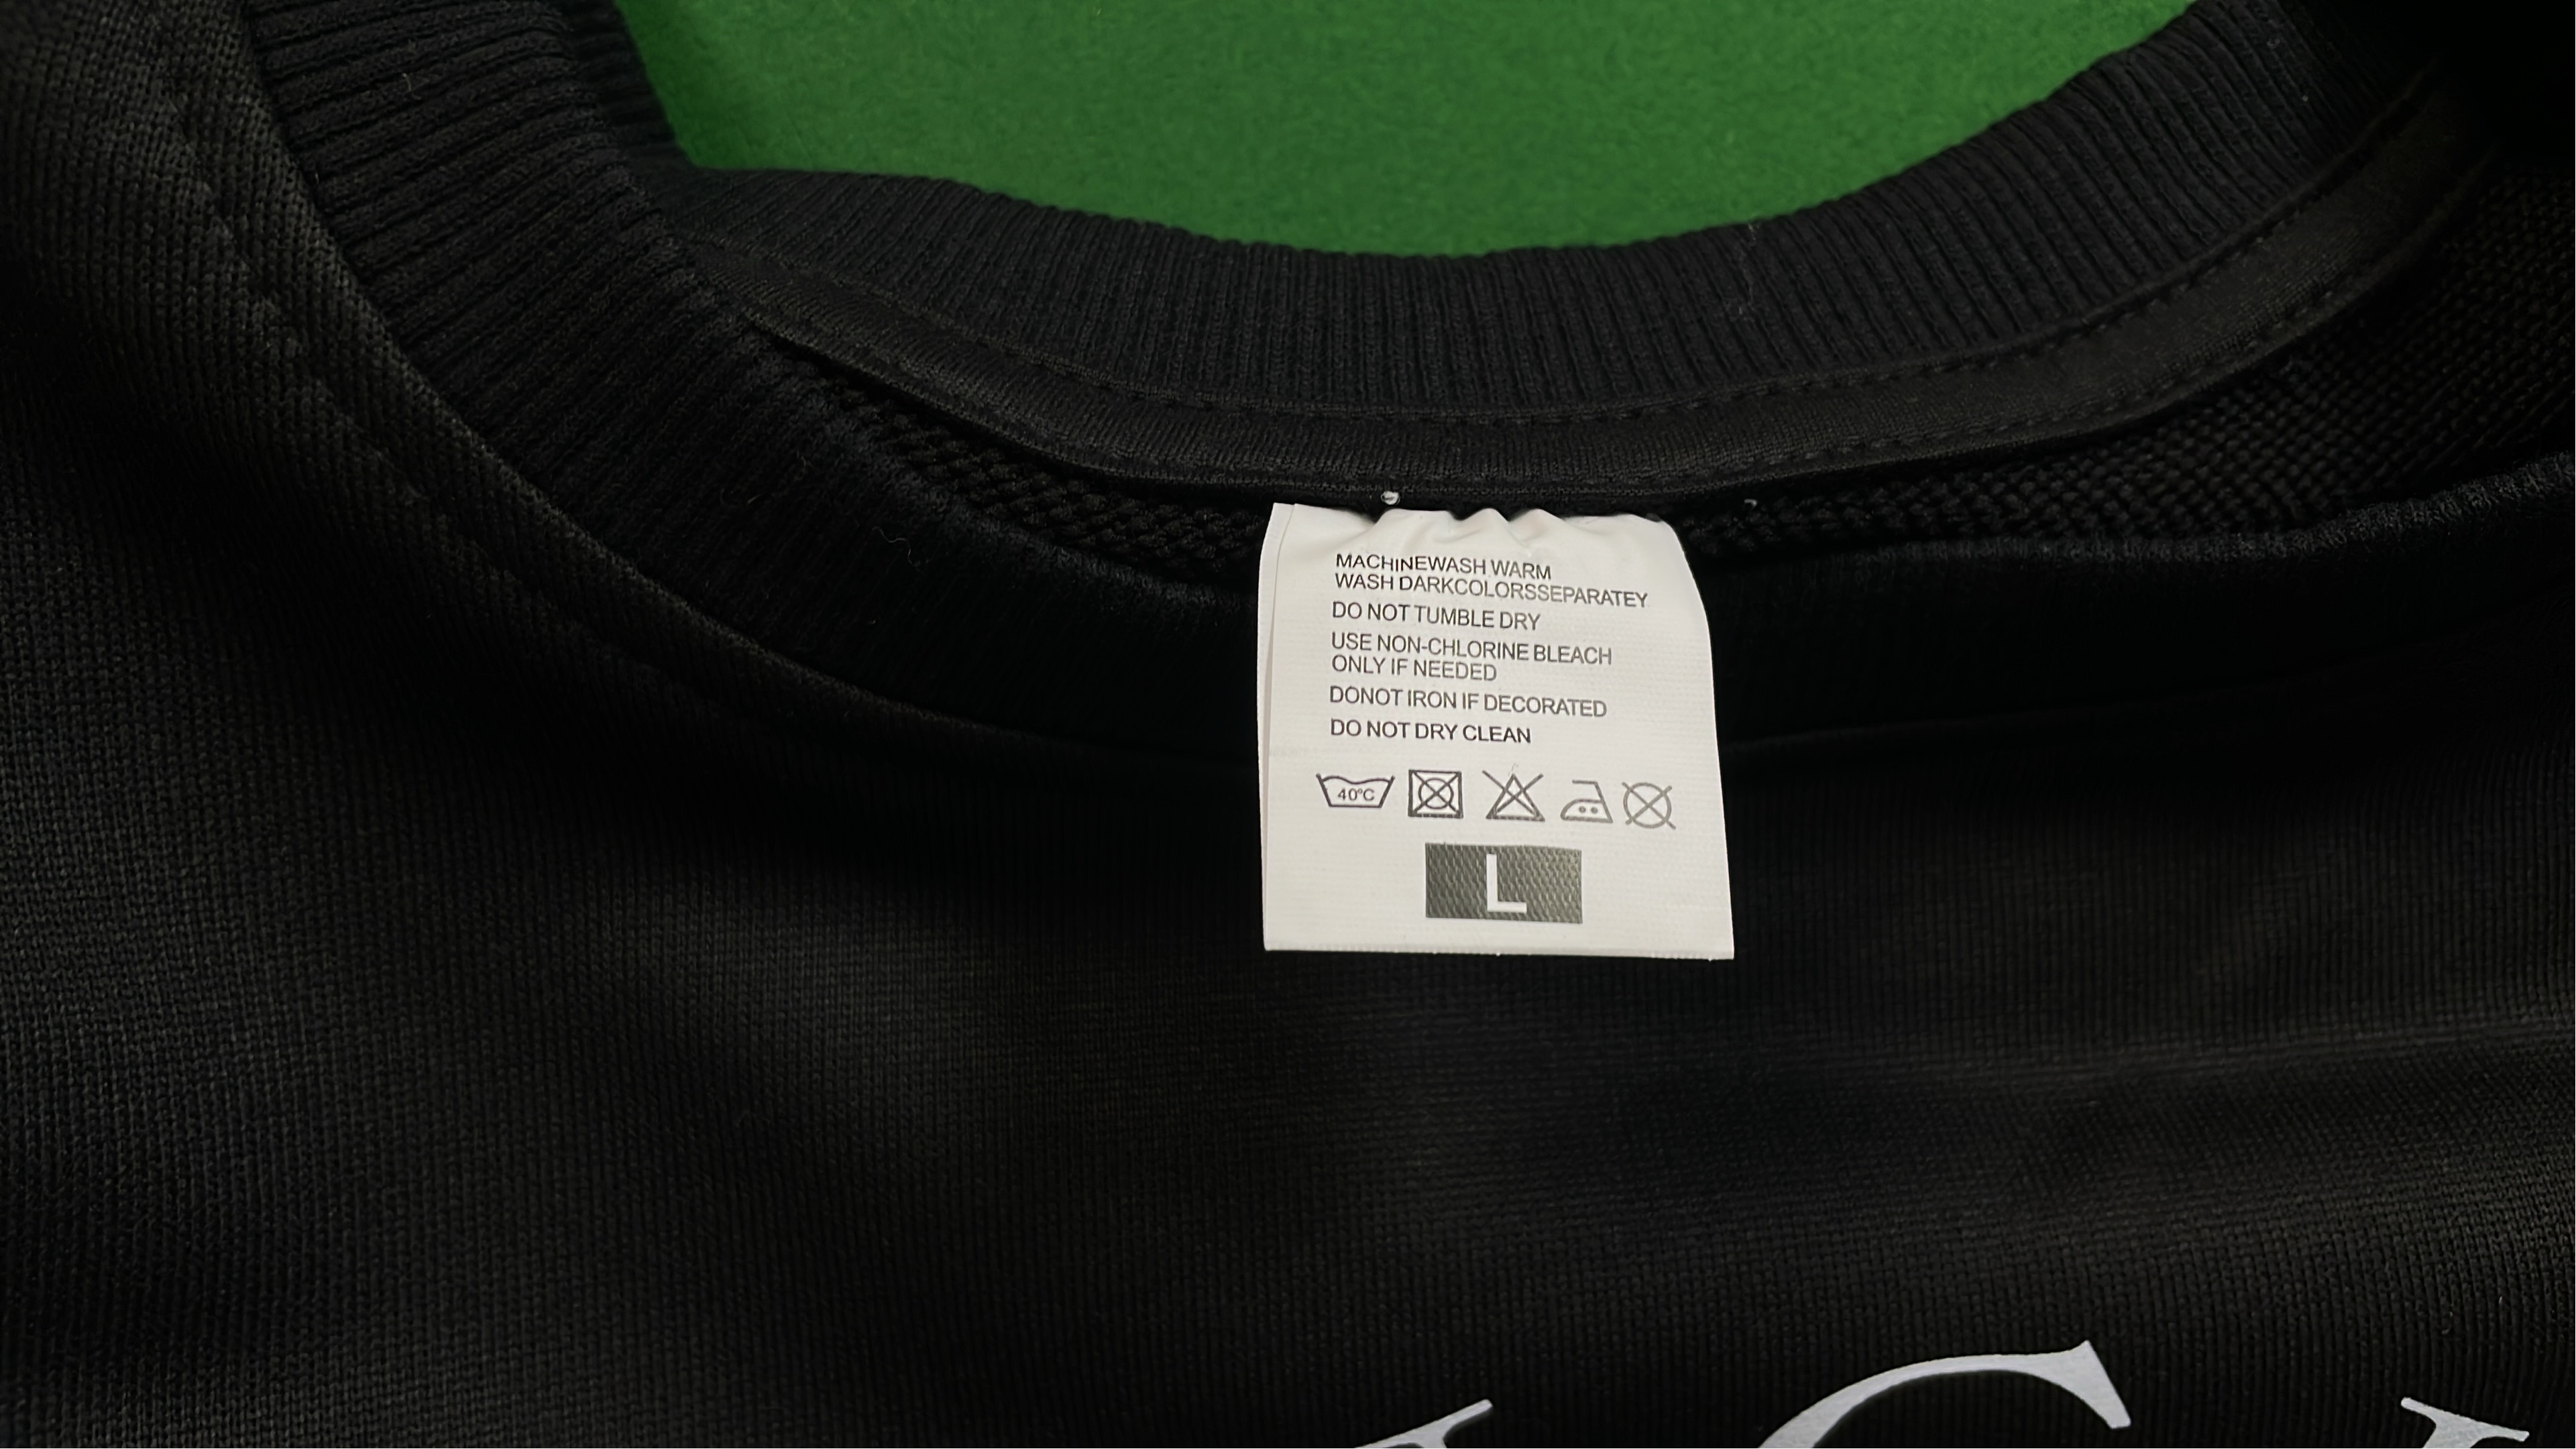 MACHINEWASH WARM
WASH DARKCOLORSSEPARATEY
DO NOT TUMBLE DRY
USE NON-CHLORINE BLEACH
ONLY IF NEEDED
DONOT IRON IF DECORATED
DO NOT DRY CLEAN
40°C
L